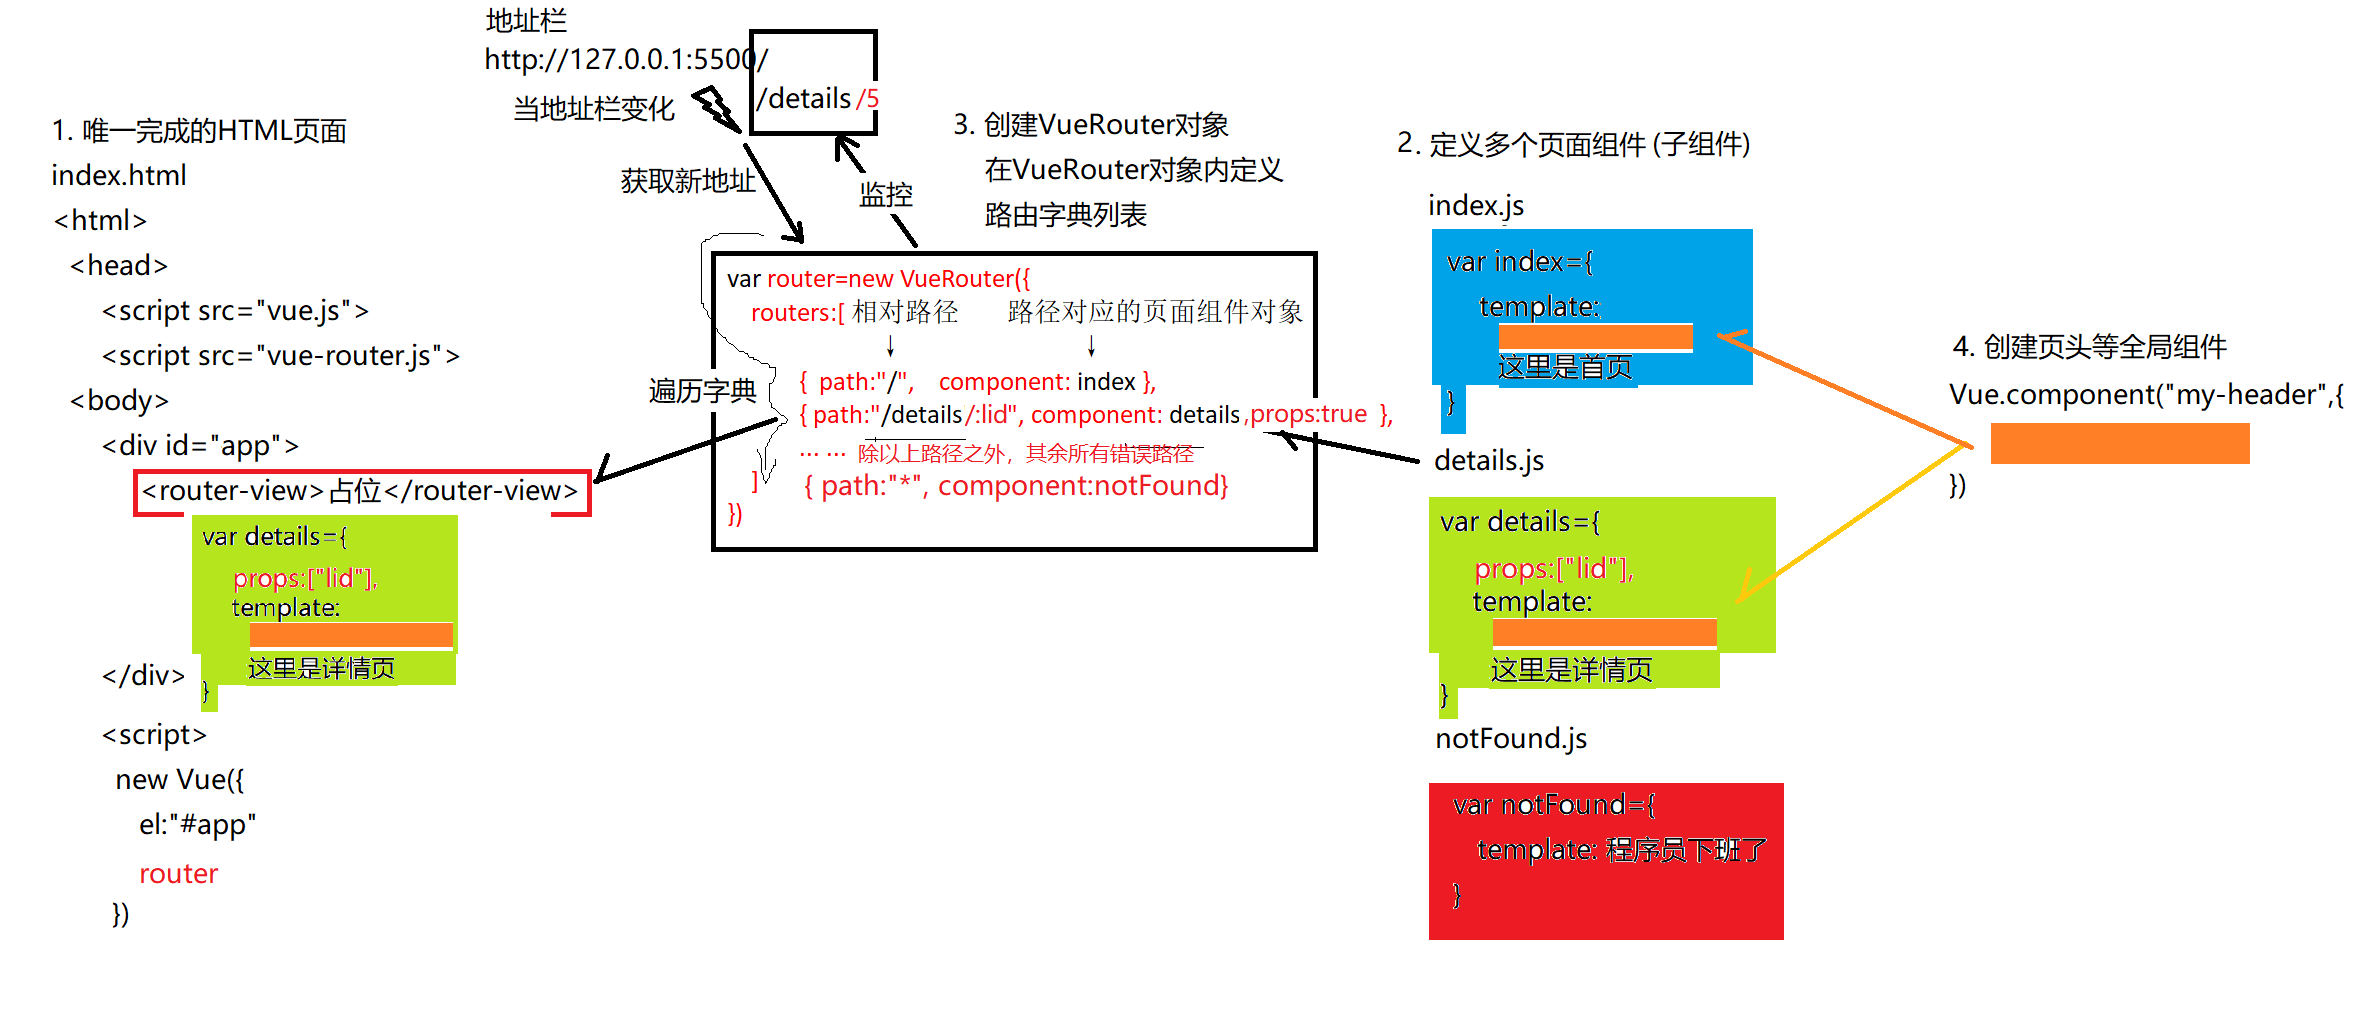 地址栏
http://127.0.0.1:5500/
/details/5
当地址栏变化
获取新地址
监控
1. 唯一完成的HTML页面
index.html
<html>
<head>
<script src="vue.js">
<script src="vue-router.js">
<body>
<div id="app">
<router-view>占位</router-view>
var details={
props:["lid"],
template:
这里是详情页
}
</div>
<script>
new Vue({
el:"#app"
router
})
3. 创建VueRouter对象
在VueRouter对象内定义
路由字典列表
遍历字典
var router=new VueRouter({
routers:[ 相对路径 路径对应的页面组件对象
↓ ↓
{ path:"/", component: index },
{ path:"/details/:lid", component: details,props:true },
... ... 除以上路径之外，其余所有错误路径
] { path:"*", component:notFound}
})
2. 定义多个页面组件 (子组件)
index.js
var index={
template:
这里是首页
}
details.js
var details={
props:["lid"],
template:
这里是详情页
}
notFound.js
var notFound={
template: 程序员下班了
}
4. 创建页头等全局组件
Vue.component("my-header",{
})